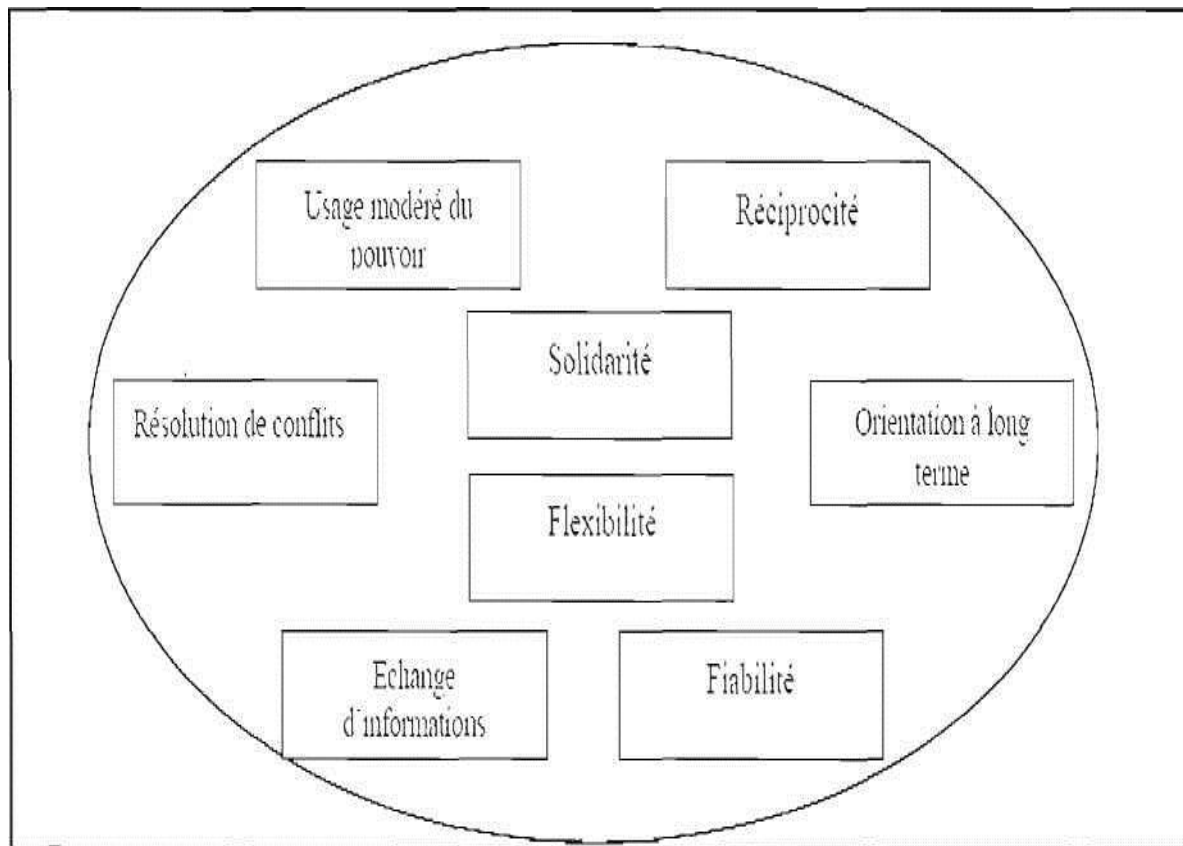 Usage modéré du
pouvoir
Réciprocité
Solidarité
Résolution de conflits
Orientation à long
terme
Flexibilité
Echange
d'informations
Fiabilité